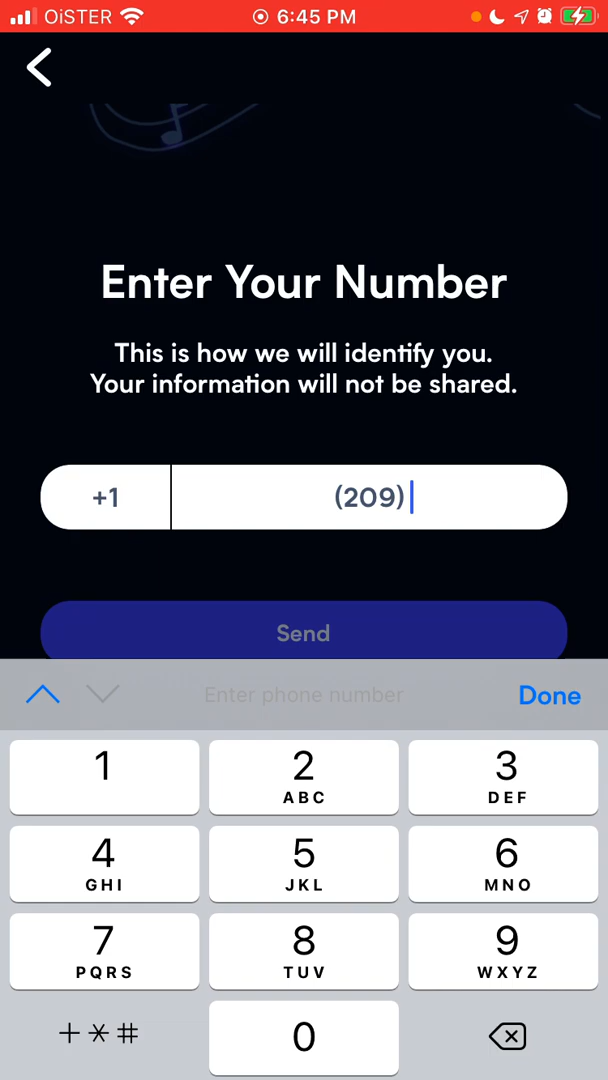 OiSTER 6:45 PM
Enter Your Number
This is how we will identify you.
Your information will not be shared.
+1 (209)
Send
Enter phone number Done
1 2 3
ABC DEF
4 5 6
GHI JKL MNO
7 8 9
PQRS TUV WXYZ
+*# 0